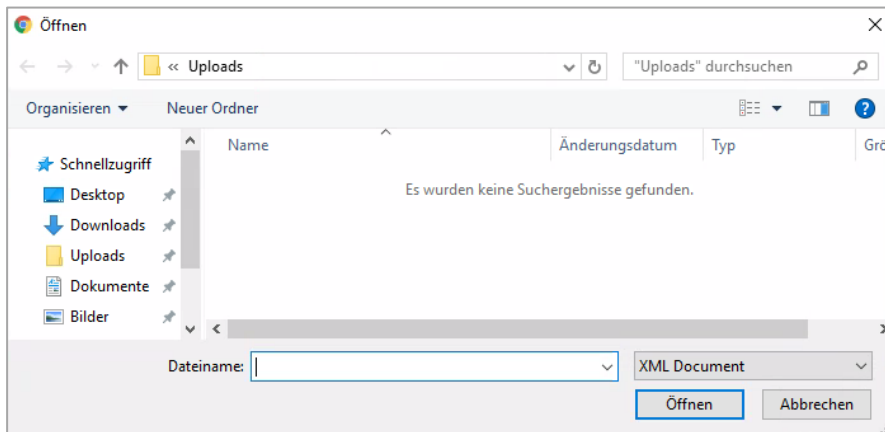 Öffnen
« Uploads
"Uploads" durchsuchen
Organisieren
Neuer Ordner
Name
Änderungsdatum
Typ
Grö
Schnellzugriff
Es wurden keine Suchergebnisse gefunden.
Desktop
Downloads
Uploads
Dokumente
Bilder
Dateiname:
XML Document
Öffnen
Abbrechen